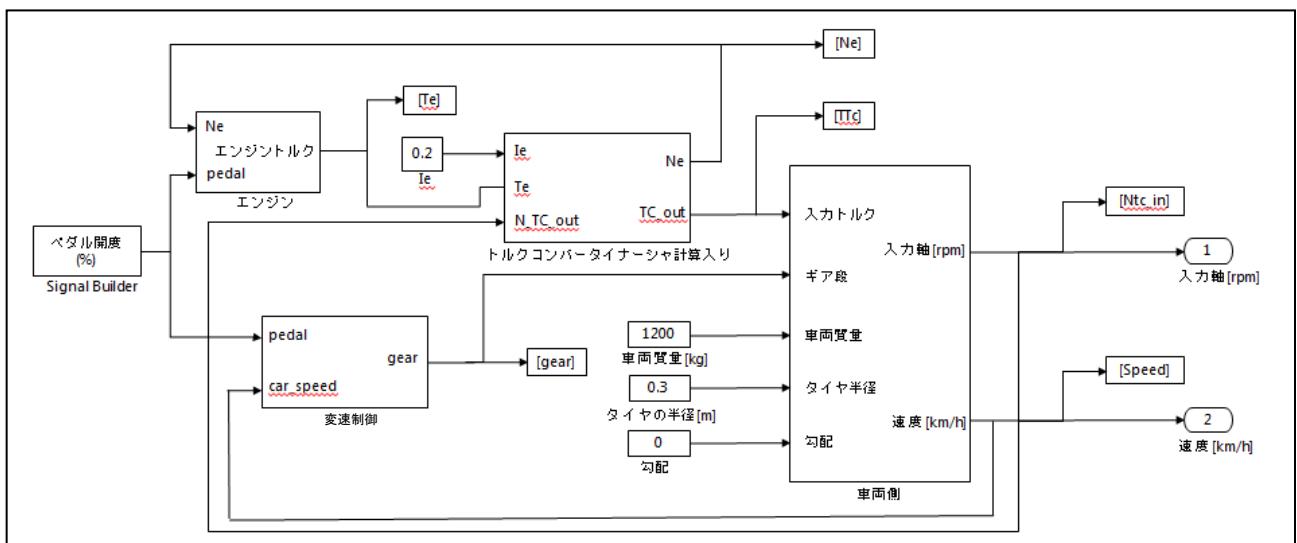 [Ne]
[Te]
[TTc]
Ne
エンジントルク
pedal
エンジン
0.2
Ie
Ie
Te
N_TC_out
Ne
TC_out
トルクコンバータイナーシャ計算入り
ペダル開度
(%)
Signal Builder
pedal
car_speed
gear
変速制御
[gear]
1200
車両質量[kg]
0.3
タイヤの半径[m]
0
勾配
入力トルク
ギア段
車両質量
タイヤ半径
勾配
入力軸[rpm]
速度[km/h]
車両側
[Ntc_in]
1
入力軸[rpm]
[Speed]
2
速度[km/h]